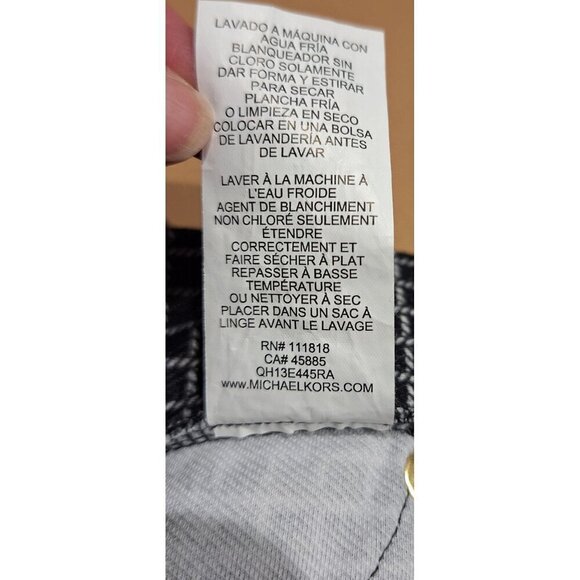 LAVADO A MÁQUINA CON
AGUA FRÍA
BLANQUEADOR SIN
CLORO SOLAMENTE
DAR FORMA Y ESTIRAR
PARA SECAR
PLANCHA FRÍA
O LIMPIEZA EN SECO
COLOCAR EN UNA BOLSA
DE LAVANDERÍA ANTES
DE LAVAR
LAVER À LA MACHINE À
L'EAU FROIDE
AGENT DE BLANCHIMENT
NON CHLORÉ SEULEMENT
ÉTENDRE
CORRECTEMENT ET
FAIRE SÉCHER À PLAT
REPASSER À BASSE
TEMPÉRATURE
OU NETTOYER À SEC
PLACER DANS UN SAC À
LINGE AVANT LE LAVAGE
RN# 111818
CA# 45885
QH13E445RA
WWW.MICHAELKORS.COM